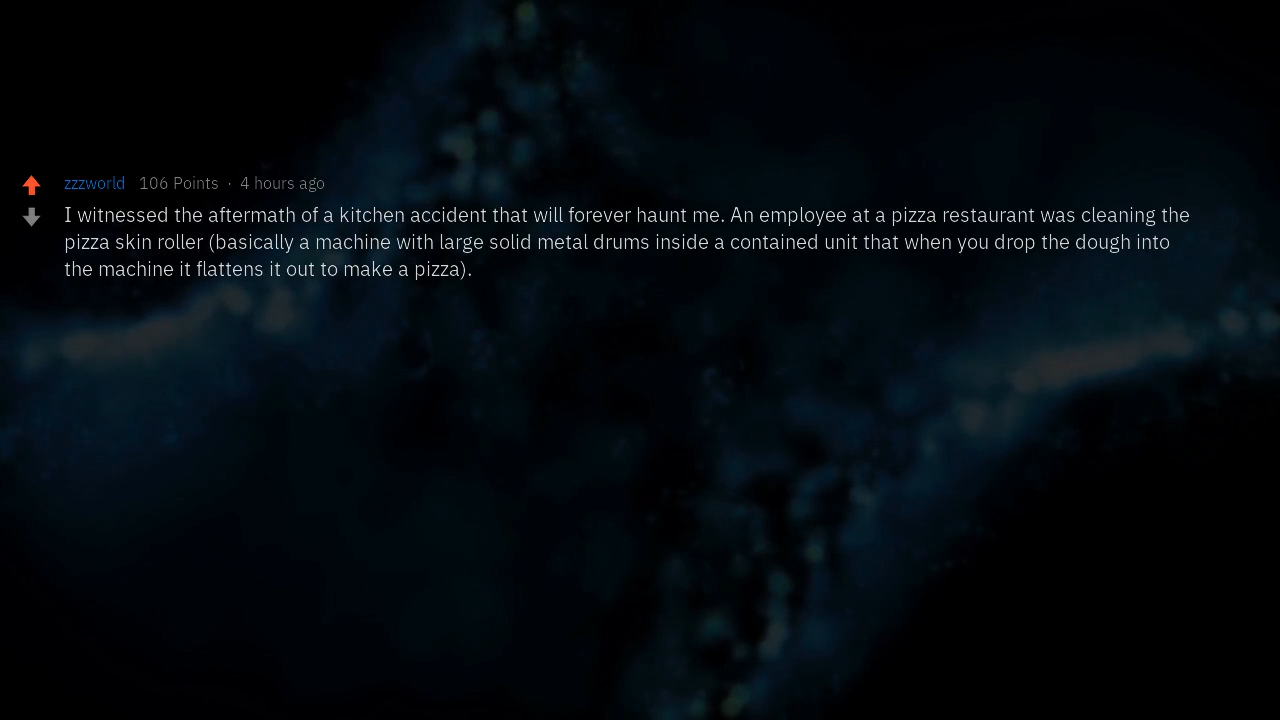 zzzworld 106 Points · 4 hours ago
I witnessed the aftermath of a kitchen accident that will forever haunt me. An employee at a pizza restaurant was cleaning the
pizza skin roller (basically a machine with large solid metal drums inside a contained unit that when you drop the dough into
the machine it flattens it out to make a pizza).